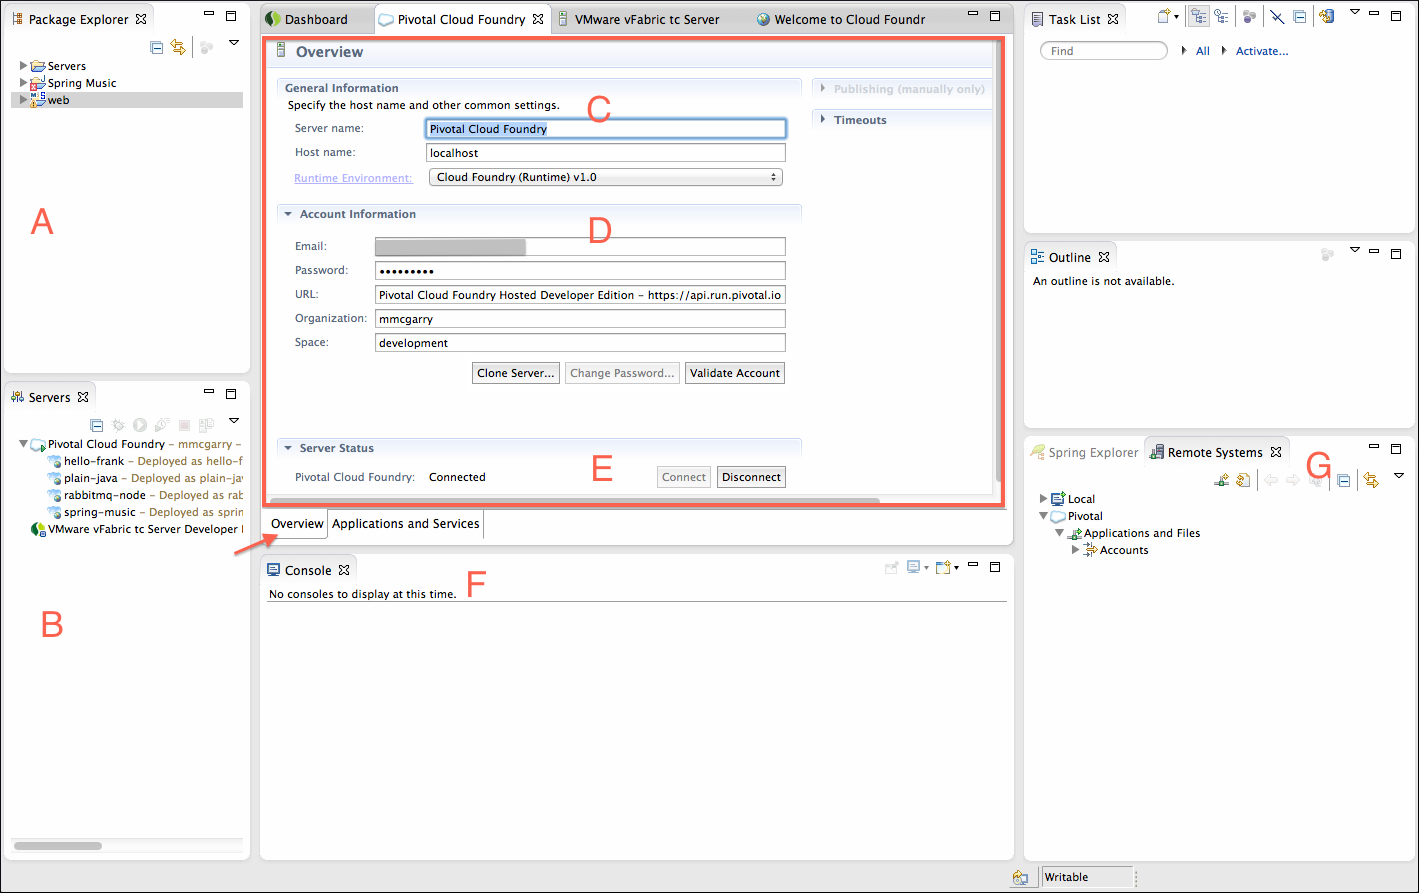 Package Explorer
Servers
Spring Music
web
A
Servers
Pivotal Cloud Foundry – mmcgarry –
hello-frank – Deployed as hello-f
plain-java – Deployed as plain-ja
rabbitmq-node – Deployed as rab
spring-music – Deployed as sprin
VMware vFabric tc Server Developer
B
Dashboard
Pivotal Cloud Foundry
VMware vFabric tc Server
Welcome to Cloud Foundr
Overview
General Information
Specify the host name and other common settings.
C
Server name: Pivotal Cloud Foundry
Host name: localhost
Runtime Environment: Cloud Foundry (Runtime) v1.0
Publishing (manually only)
Timeouts
Account Information
D
Email:
Password: •••••••••
URL: Pivotal Cloud Foundry Hosted Developer Edition – https://api.run.pivotal.io
Organization: mmcgarry
Space: development
Clone Server... Change Password... Validate Account
Server Status
E
Pivotal Cloud Foundry: Connected Connect Disconnect
Overview Applications and Services
Console
F
No consoles to display at this time.
Task List
Find All Activate...
Outline
An outline is not available.
Spring Explorer Remote Systems
G
Local
Pivotal
Applications and Files
Accounts
Writable